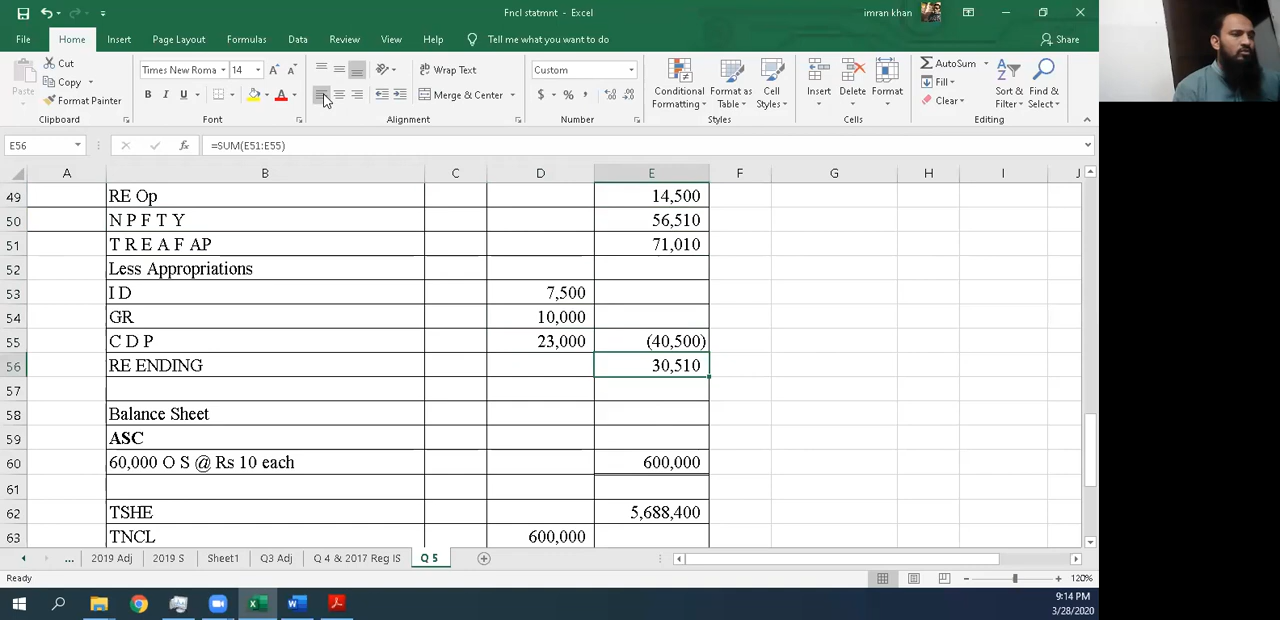 Fncl statmnt - Excel
imran khan
File Home Insert Page Layout Formulas Data Review View Help Tell me what you want to do Share
Paste
Cut
Copy
Format Painter
Clipboard
Times New Roma 14
B I U
Font
Wrap Text
Merge & Center
Alignment
Custom
$ % ,
Number
Conditional Formatting
Format as Table
Cell Styles
Styles
Insert Delete Format
Cells
AutoSum
Fill
Clear
Sort & Filter
Find & Select
Editing
E56 fx =SUM(E51:E55)
A B C D E F G H I J
49 RE Op 14,500
50 N P F T Y 56,510
51 T R E A F AP 71,010
52 Less Appropriations
53 I D 7,500
54 GR 10,000
55 C D P 23,000 (40,500)
56 RE ENDING 30,510
57
58 Balance Sheet
59 ASC
60 60,000 O S @ Rs 10 each 600,000
61
62 TSHE 5,688,400
63 TNCL 600,000
... 2019 Adj 2019 S Sheet1 Q3 Adj Q 4 & 2017 Reg IS Q 5
Ready 120%
9:14 PM
3/28/2020